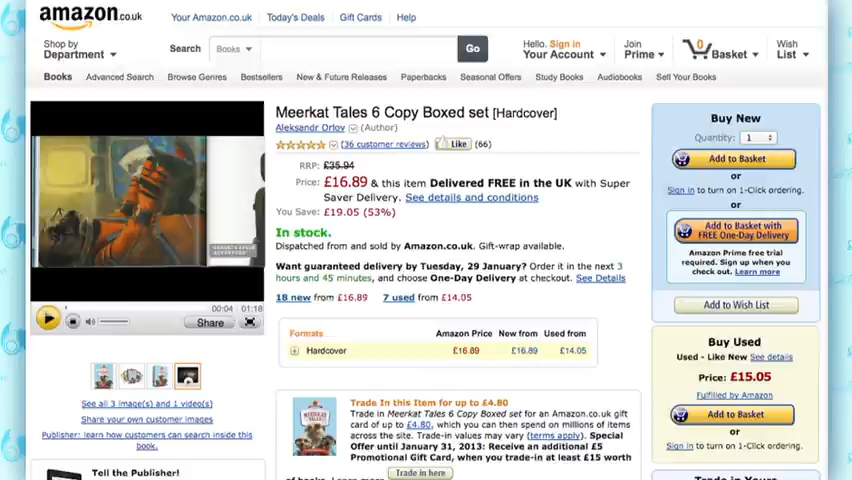 amazon.co.uk
Your Amazon.co.uk Today's Deals Gift Cards Help
Shop by
Department
Search Books Go
Hello. Sign in
Your Account
Join
Prime
0
Basket
Wish
List
Books Advanced Search Browse Genres Bestsellers New & Future Releases Paperbacks Seasonal Offers Study Books Audiobooks Sell Your Books
Meerkat Tales 6 Copy Boxed set [Hardcover]
Aleksandr Orlov (Author)
(36 customer reviews) Like (66)
RRP: £35.94
Price: £16.89 & this item Delivered FREE in the UK with Super
Saver Delivery. See details and conditions
You Save: £19.05 (53%)
In stock.
Dispatched from and sold by Amazon.co.uk. Gift-wrap available.
Want guaranteed delivery by Tuesday, 29 January? Order it in the next 3
hours and 45 minutes, and choose One-Day Delivery at checkout. See Details
18 new from £16.89 7 used from £14.05
Formats Amazon Price New from Used from
Hardcover £16.89 £16.89 £14.05
Trade In this Item for up to £4.80
Trade in Meerkat Tales 6 Copy Boxed set for an Amazon.co.uk gift
card of up to £4.80, which you can then spend on millions of items
across the site. Trade-in values may vary (terms apply). Special
Offer until January 31, 2013: Receive an additional £5
Promotional Gift Card, when you trade-in at least £15 worth
of books. Learn more
Trade in here
00:04 01:18
Share
See all 3 image(s) and 1 video(s)
Share your own customer images
Publisher: learn how customers can search inside this
book.
Tell the Publisher!
Buy New
Quantity: 1
Add to Basket
or
Sign in to turn on 1-Click ordering.
or
Add to Basket with
FREE One-Day Delivery
Amazon Prime free trial
required. Sign up when you
check out. Learn more
Add to Wish List
Buy Used
Used - Like New See details
Price: £15.05
Fulfilled by Amazon
Add to Basket
or
Sign in to turn on 1-Click ordering.
Trade in Yours